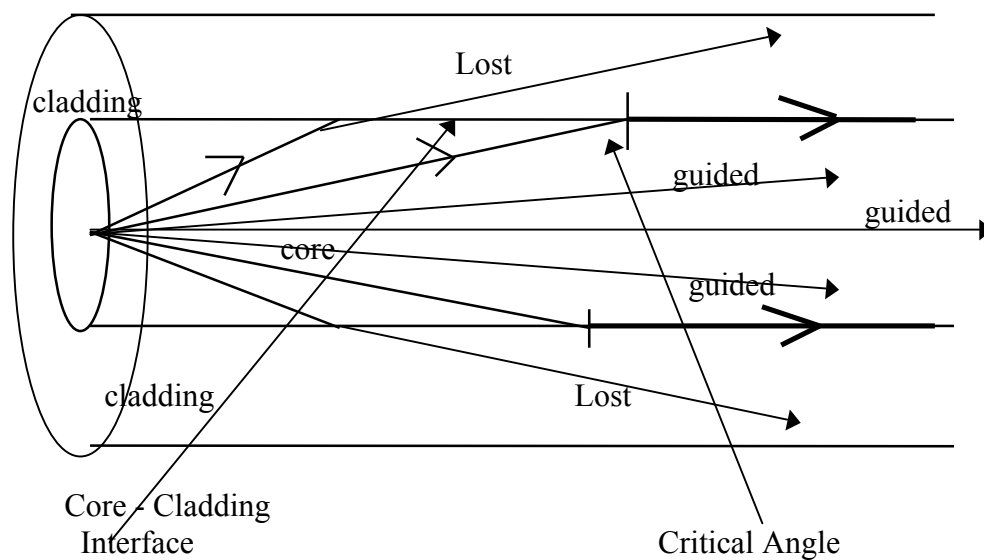 Lost
cladding
guided
guided
core
guided
cladding
Lost
Core - Cladding
Interface
Critical Angle